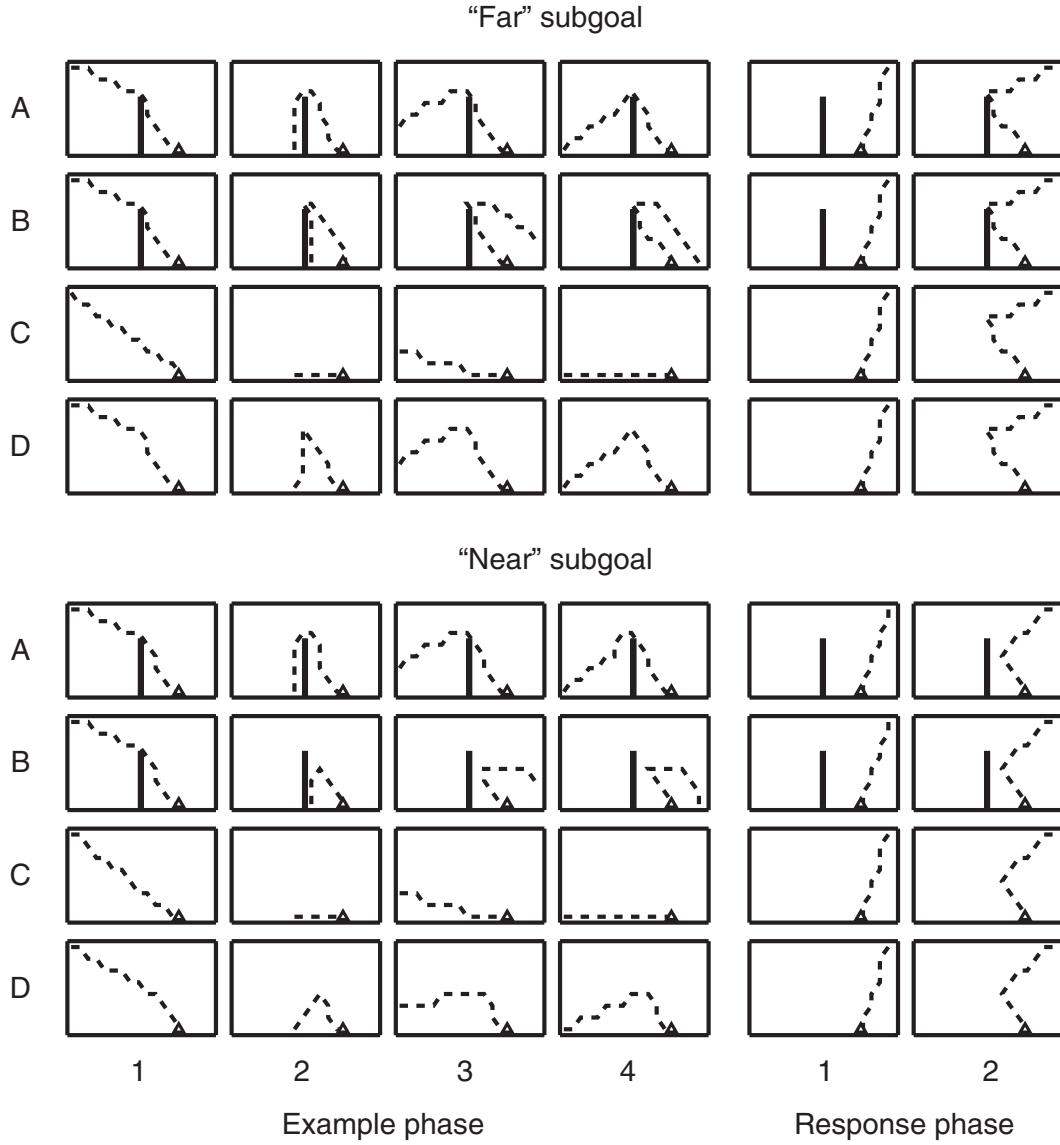 “Far” subgoal
A
B
C
D
“Near” subgoal
A
B
C
D
1 2 3 4 1 2
Example phase Response phase